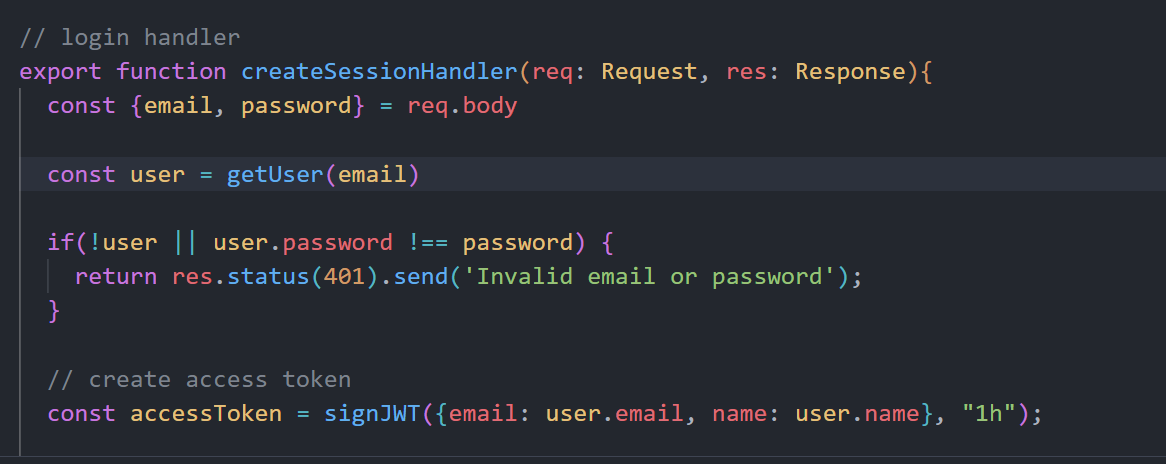 // login handler
export function createSessionHandler(req: Request, res: Response){
const {email, password} = req.body
const user = getUser(email)
if(!user || user.password !== password) {
return res.status(401).send('Invalid email or password');
}
// create access token
const accessToken = signJWT({email: user.email, name: user.name}, "1h");